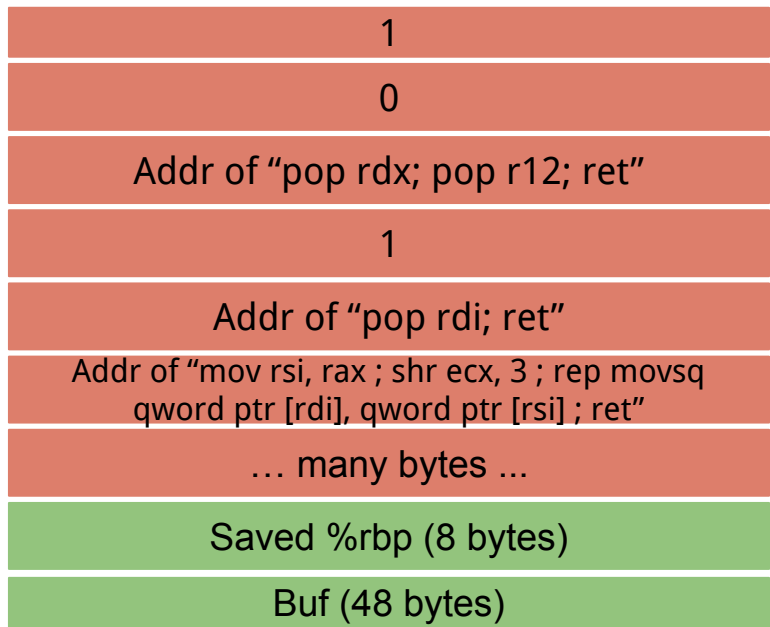 1
0
Addr of “pop rdx; pop r12; ret”
1
Addr of “pop rdi; ret”
Addr of “mov rsi, rax ; shr ecx, 3 ; rep movsq
qword ptr [rdi], qword ptr [rsi] ; ret”
… many bytes ...
Saved %rbp (8 bytes)
Buf (48 bytes)